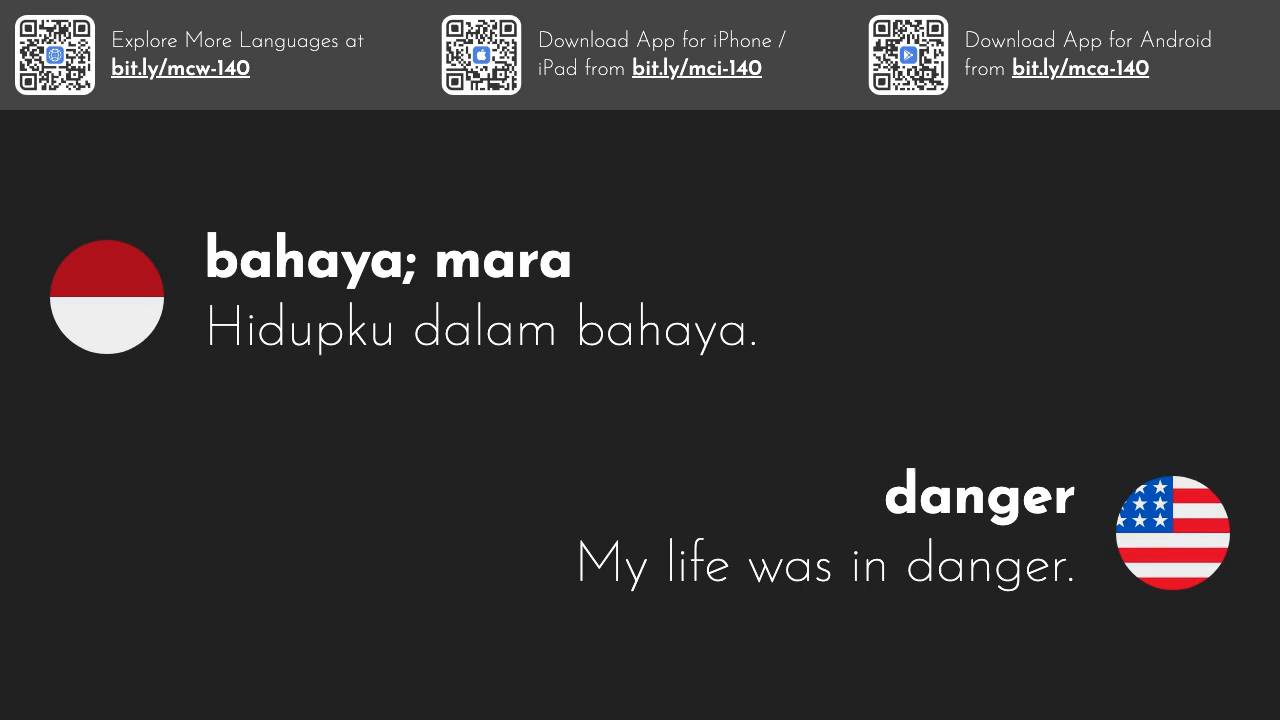 Explore More Languages at
bit.ly/mcw-140
Download App for iPhone /
iPad from bit.ly/mci-140
Download App for Android
from bit.ly/mca-140
bahaya; mara
Hidupku dalam bahaya.
danger
My life was in danger.